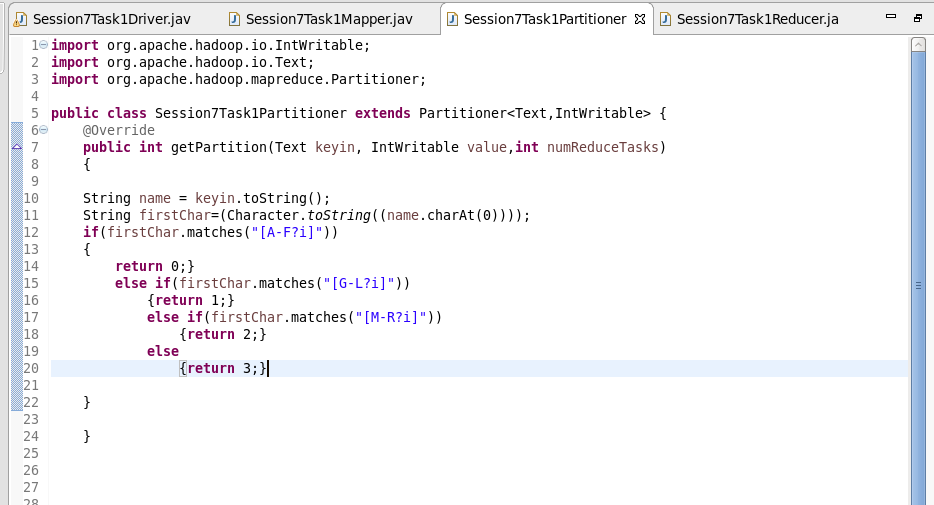 Session7Task1Driver.jav Session7Task1Mapper.jav Session7Task1Partitioner Session7Task1Reducer.ja
1 import org.apache.hadoop.io.IntWritable;
2 import org.apache.hadoop.io.Text;
3 import org.apache.hadoop.mapreduce.Partitioner;
4
5 public class Session7Task1Partitioner extends Partitioner<Text,IntWritable> {
6     @Override
7     public int getPartition(Text keyin, IntWritable value,int numReduceTasks)
8     {
9
10     String name = keyin.toString();
11     String firstChar=(Character.toString((name.charAt(0))));
12     if(firstChar.matches("[A-F?i]"))
13     {
14         return 0;}
15         else if(firstChar.matches("[G-L?i]"))
16             {return 1;}
17             else if(firstChar.matches("[M-R?i]"))
18                 {return 2;}
19             else
20                 {return 3;}
21
22     }
23
24     }
25
26
27
28